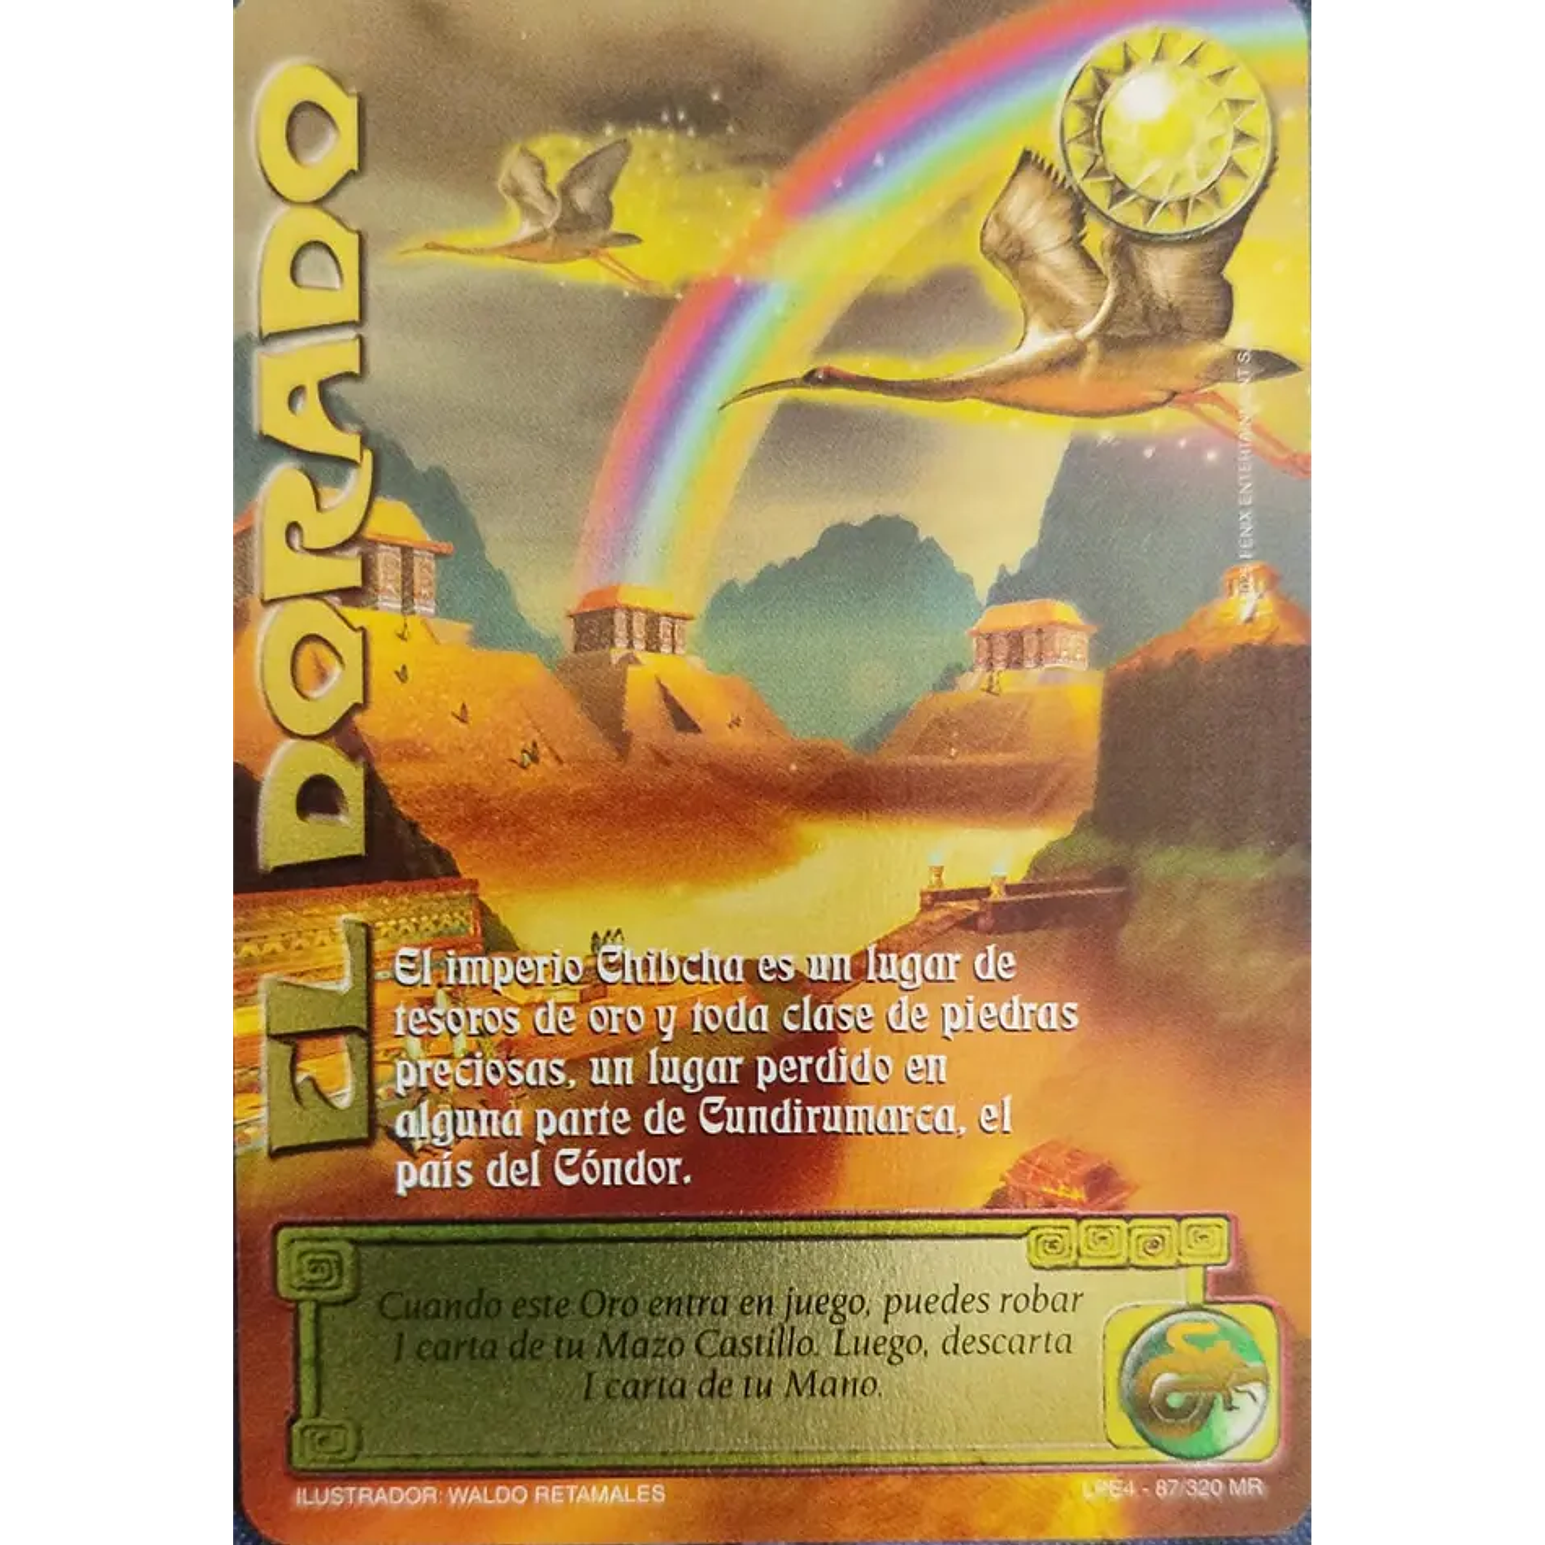 EL DORADO
El imperio Chibcha es un lugar de
tesoros de oro y toda clase de piedras
preciosas, un lugar perdido en
alguna parte de Cundirumarca, el
país del Cóndor.
Cuando este Oro entra en juego, puedes robar
1 carta de tu Mazo Castillo. Luego, descarta
1 carta de tu Mano.
ILUSTRADOR: WALDO RETAMALES
LPE4 - 87/320 MR
FENIX ENTERTAINMENT S.